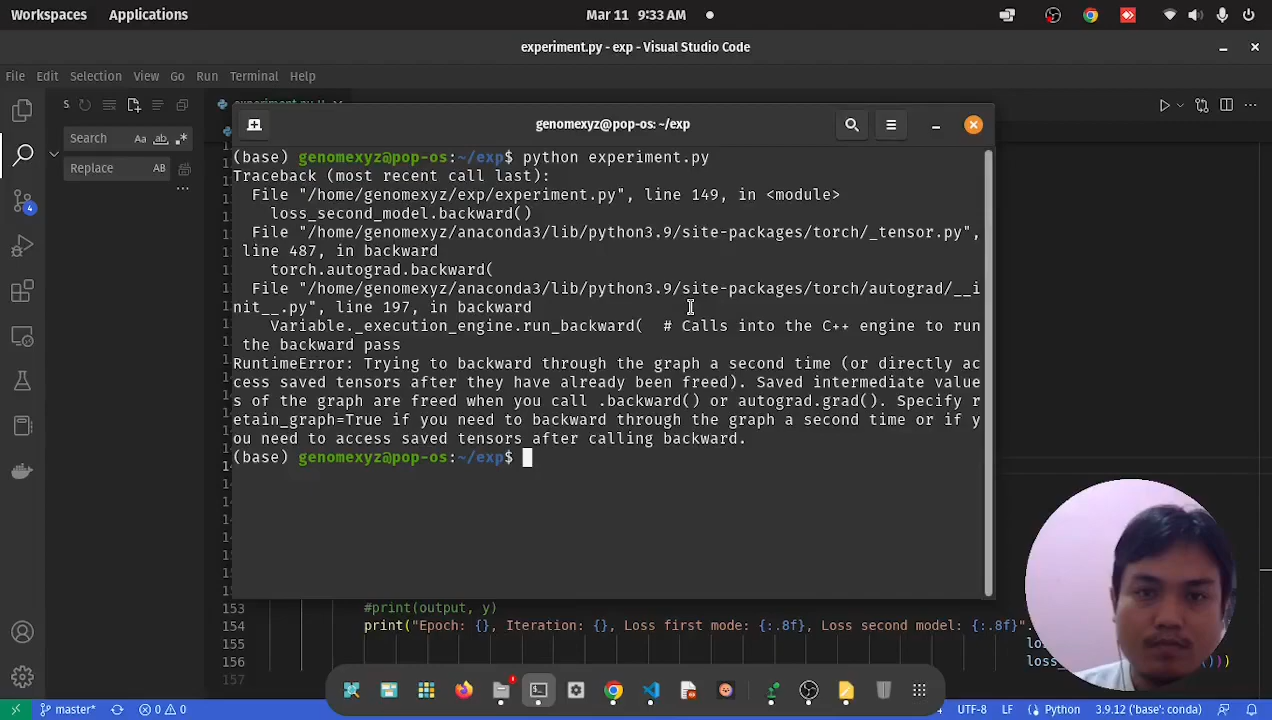 Workspaces Applications Mar 11 9:33 AM
experiment.py - exp - Visual Studio Code
File Edit Selection View Go Run Terminal Help
S
Search Aa ab
Replace AB
genomexyz@pop-os: ~/exp
(base) genomexyz@pop-os:~/exp$ python experiment.py
Traceback (most recent call last):
File "/home/genomexyz/exp/experiment.py", line 149, in <module>
loss_second_model.backward()
File "/home/genomexyz/anaconda3/lib/python3.9/site-packages/torch/_tensor.py",
line 487, in backward
torch.autograd.backward(
File "/home/genomexyz/anaconda3/lib/python3.9/site-packages/torch/autograd/__i
nit__.py", line 197, in backward
Variable._execution_engine.run_backward(  # Calls into the C++ engine to run
the backward pass
RuntimeError: Trying to backward through the graph a second time (or directly ac
cess saved tensors after they have already been freed). Saved intermediate value
s of the graph are freed when you call .backward() or autograd.grad(). Specify r
etain_graph=True if you need to backward through the graph a second time or if y
ou need to access saved tensors after calling backward.
(base) genomexyz@pop-os:~/exp$
4
153 #print(output, y)
154 print("Epoch: {}, Iteration: {}, Loss first mode: {:.8f}, Loss second model: {:.8f}".
155
156
157
master* 0 0 UTF-8 LF Python 3.9.12 ('base': conda)